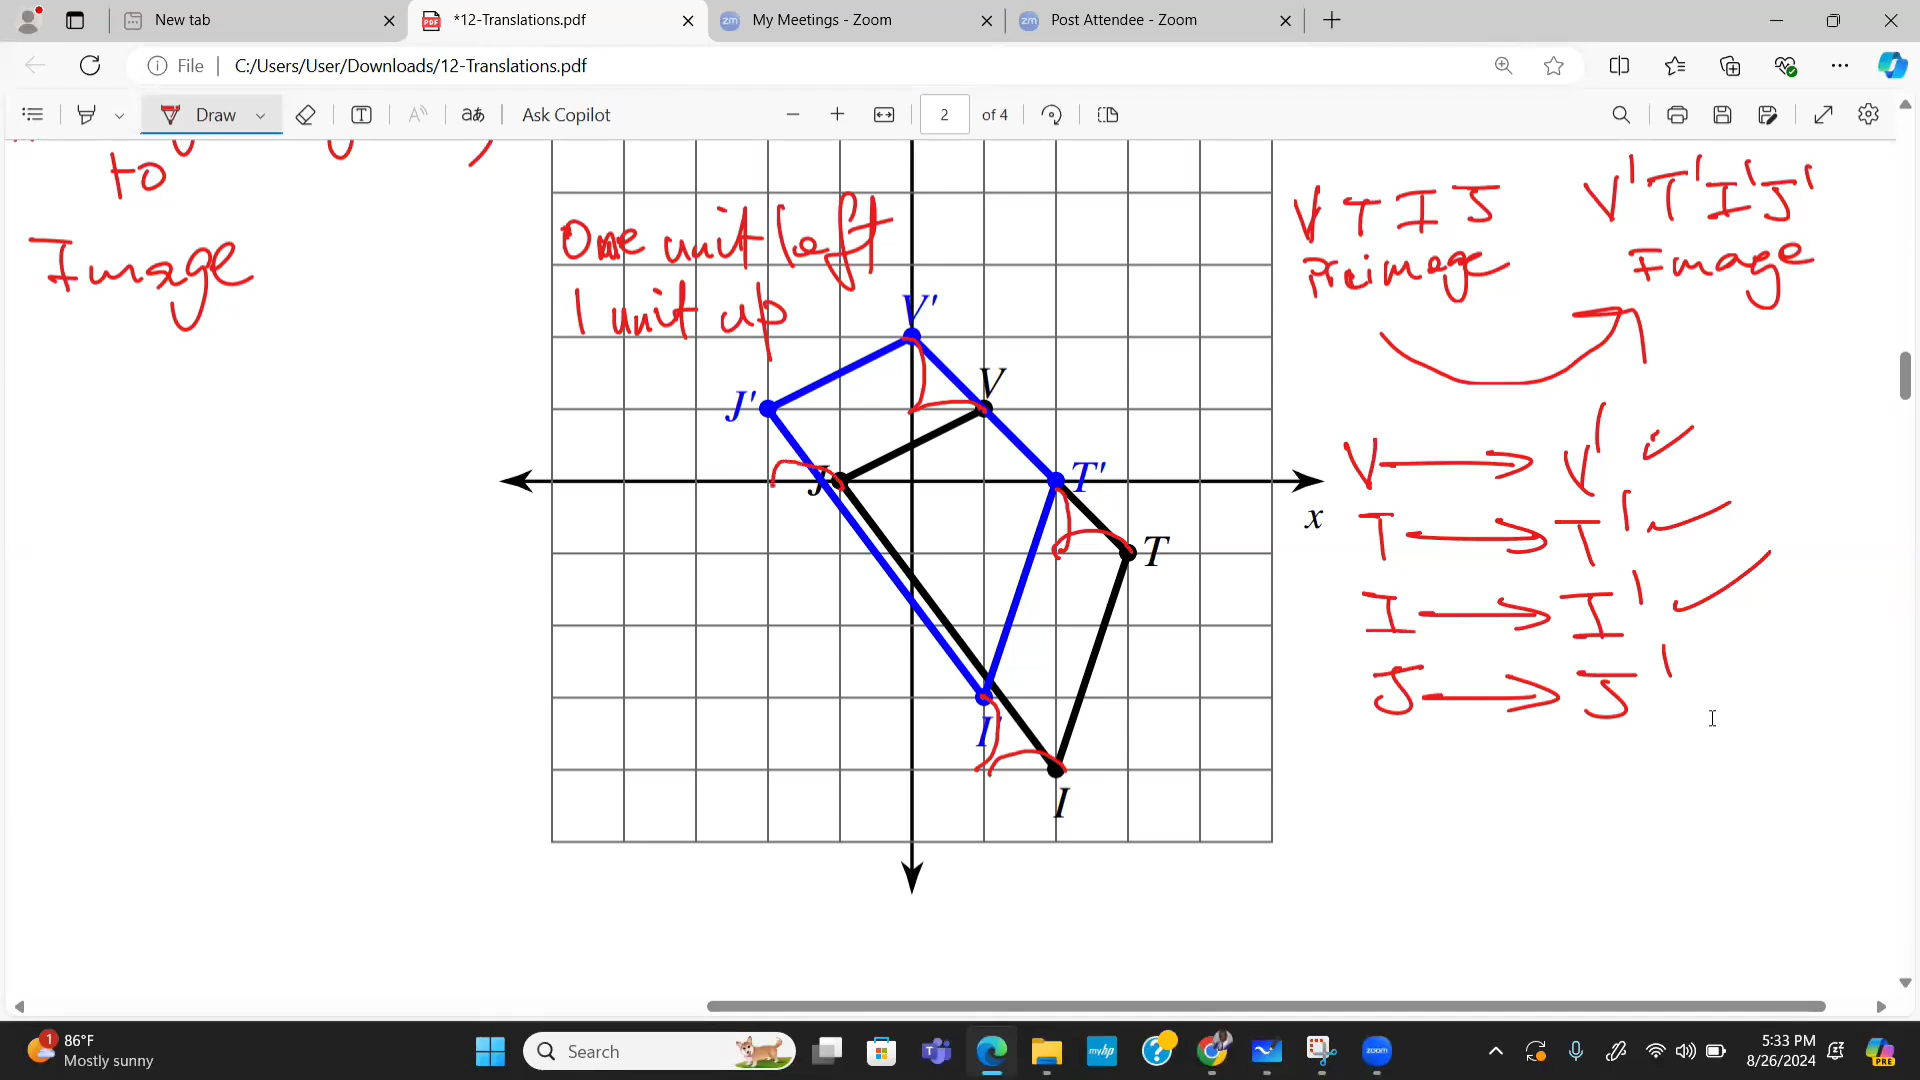 New tab
*12-Translations.pdf
My Meetings - Zoom
Post Attendee - Zoom
File
C:/Users/User/Downloads/12-Translations.pdf
Draw
Ask Copilot
2 of 4
to
Image
One unit left
1 unit up
V T I J
V' T' I' J'
Preimage
Image
V'
V
J'
J
T'
x
T
I'
I
V → V'
T → T'
I → I'
J → J'
1
86°F
Mostly sunny
Search
5:33 PM
8/26/2024